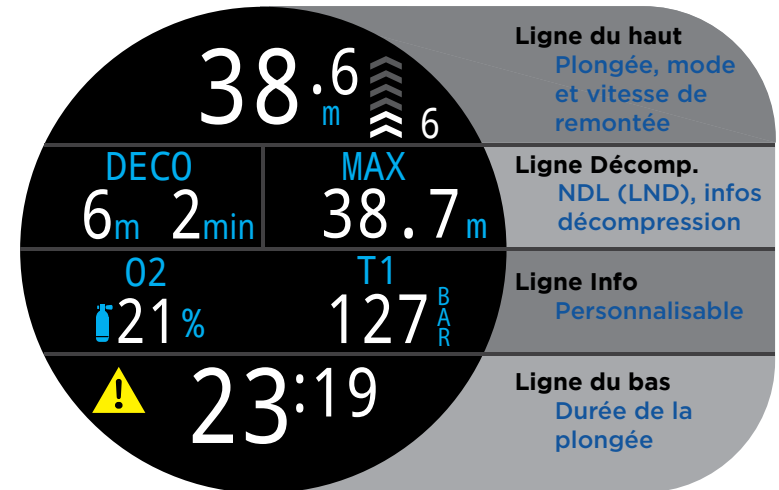 38.6
m
6
Ligne du haut
Plongée, mode
et vitesse de
remontée
DECO
6m 2min
MAX
38.7m
Ligne Décomp.
NDL (LND), infos
décompression
O2
21%
T1
127 BAR
Ligne Info
Personnalisable
23:19
Ligne du bas
Durée de la
plongée